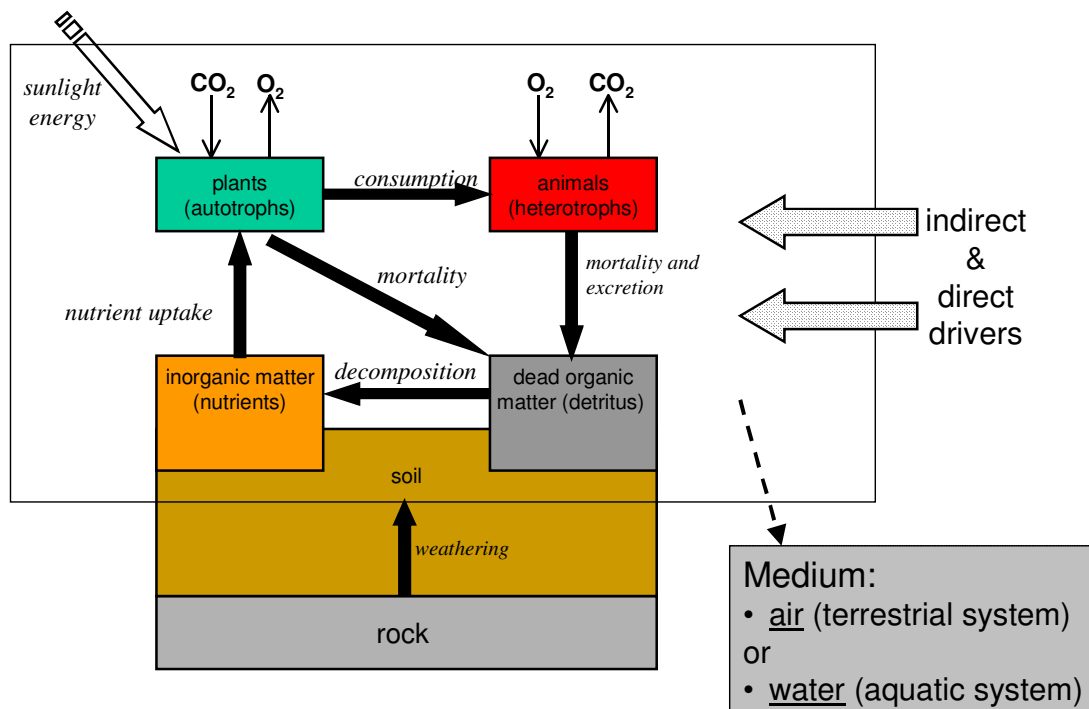 sunlight
energy
CO₂
O₂
O₂
CO₂
plants
(autotrophs)
consumption
animals
(heterotrophs)
indirect
&
direct
drivers
mortality
mortality and
excretion
nutrient uptake
inorganic matter
(nutrients)
decomposition
dead organic
matter (detritus)
soil
weathering
rock
Medium:
• air (terrestrial system)
or
• water (aquatic system)